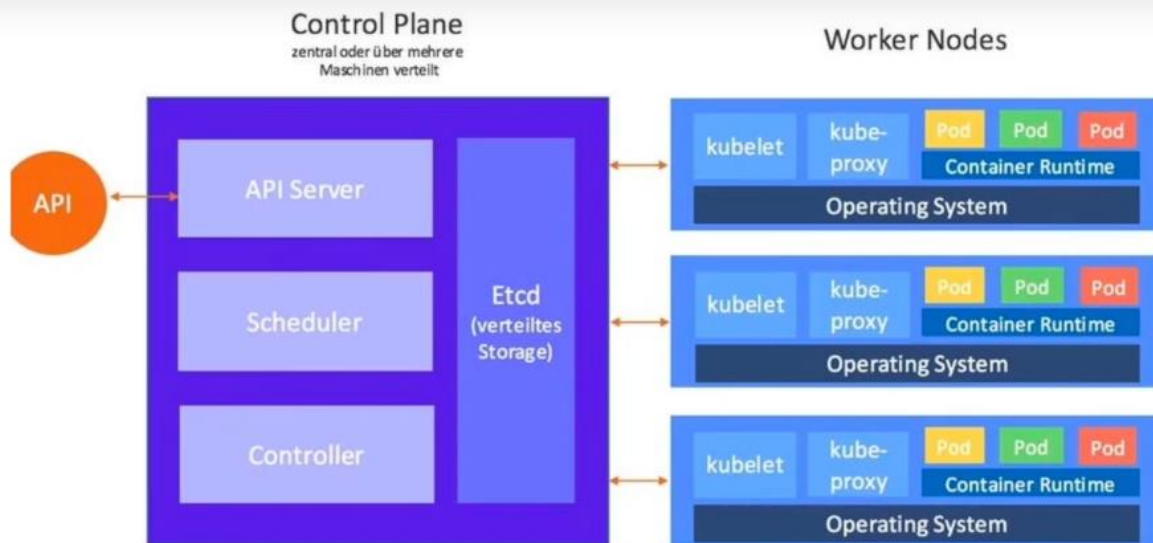 Control Plane
zentral oder über mehrere
Maschinen verteilt
Worker Nodes
API
API Server
Scheduler
Controller
Etcd
(verteiltes
Storage)
kubelet
kube-
proxy
Pod
Pod
Pod
Container Runtime
Operating System
kubelet
kube-
proxy
Pod
Pod
Pod
Container Runtime
Operating System
kubelet
kube-
proxy
Pod
Pod
Pod
Container Runtime
Operating System